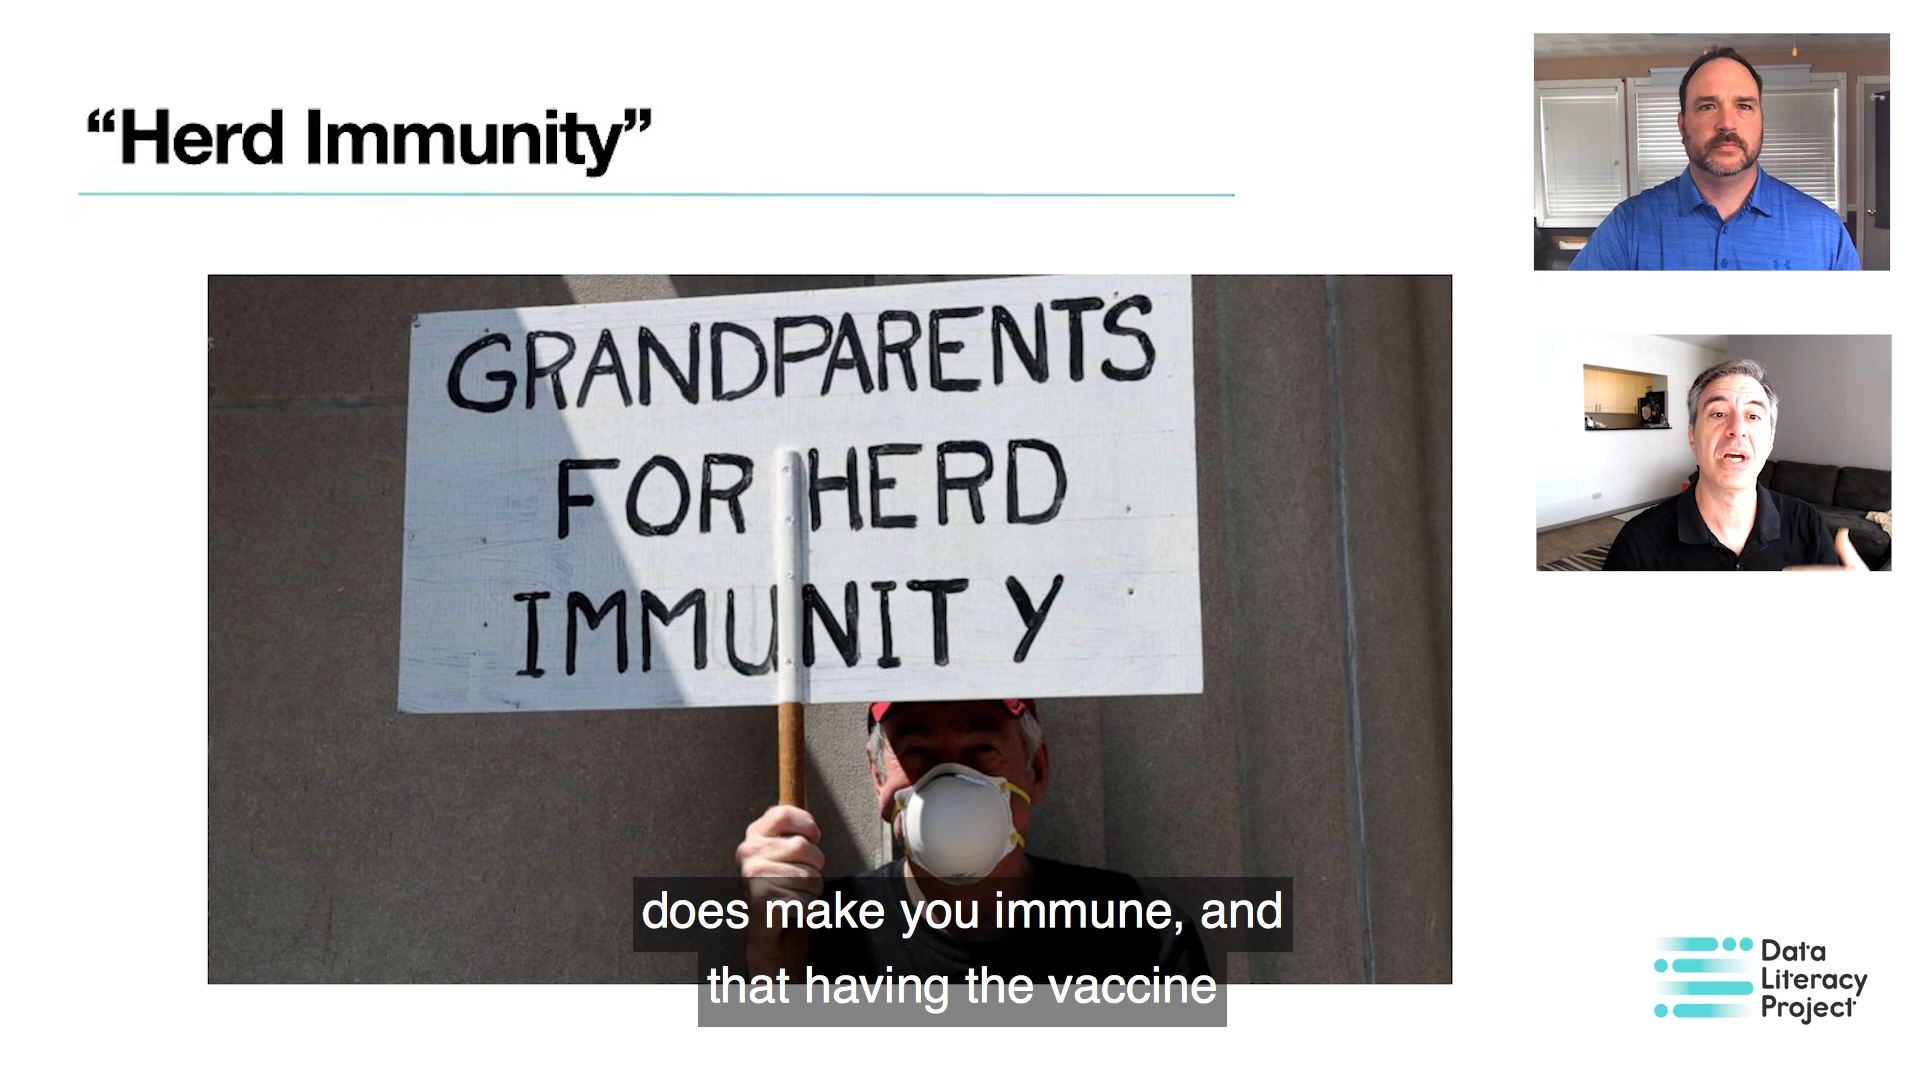 “Herd Immunity”
GRANDPARENTS
FOR HERD
IMMUNITY
does make you immune, and
that having the vaccine
Data
Literacy
Project